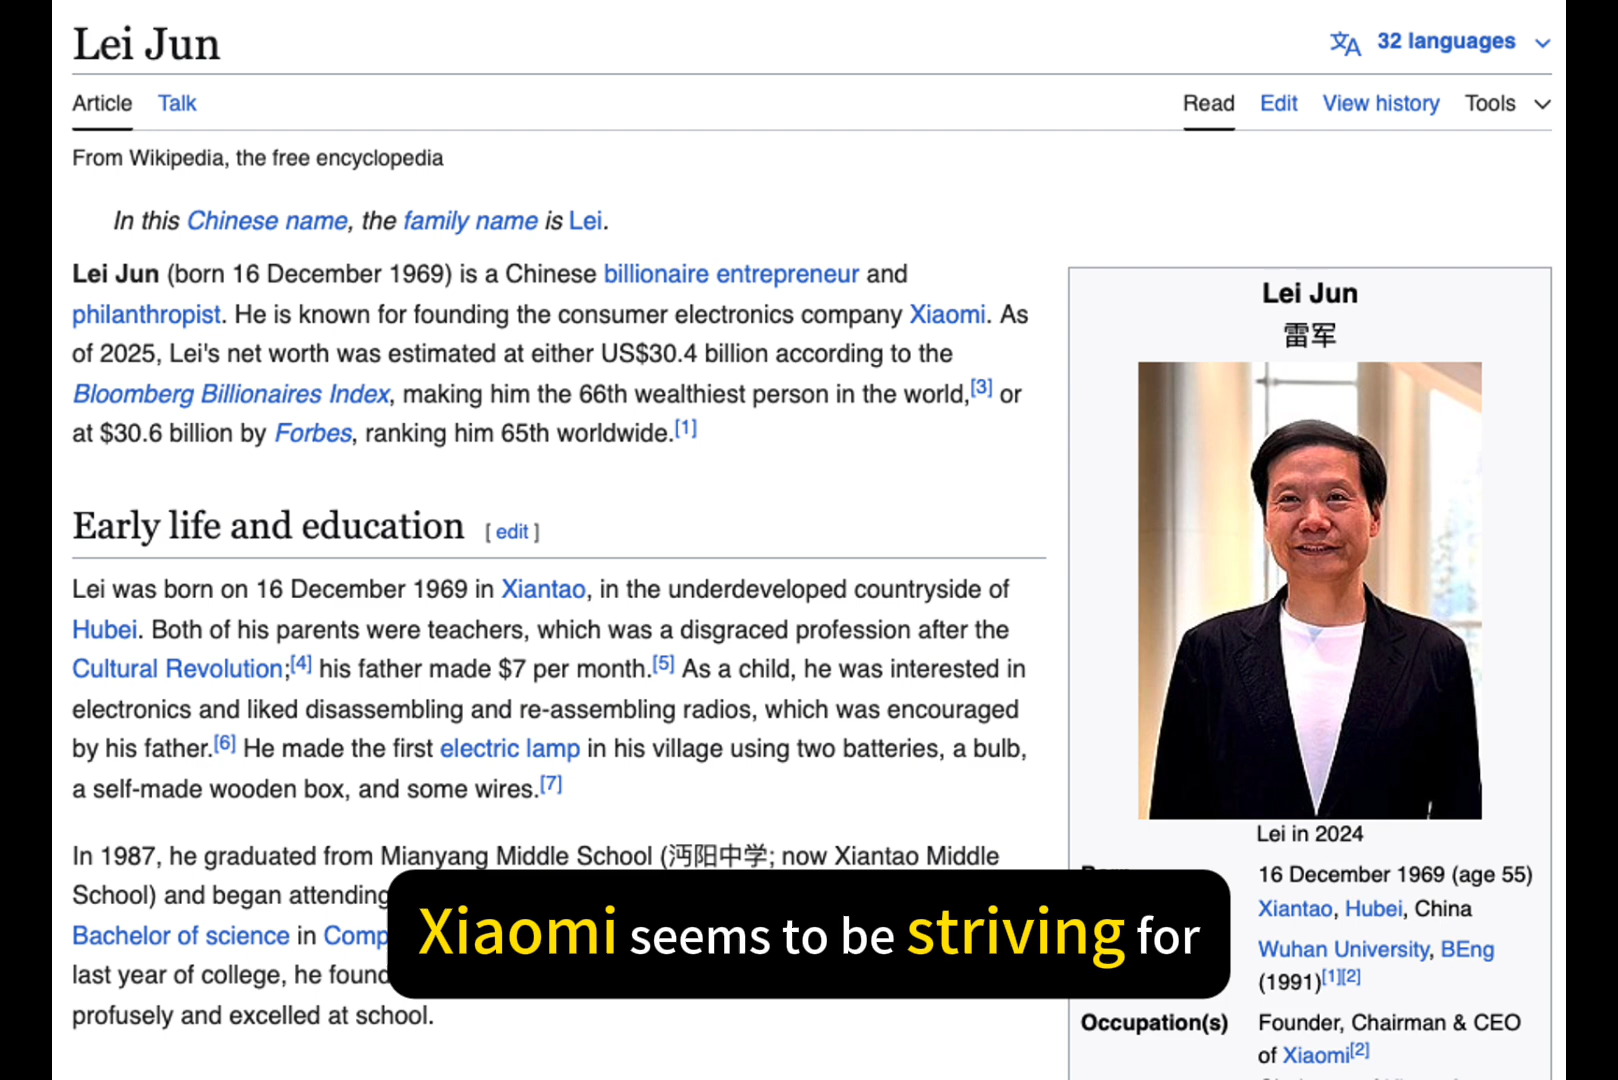 Lei Jun
32 languages
Article Talk
Read Edit View history Tools
From Wikipedia, the free encyclopedia
In this Chinese name, the family name is Lei.
Lei Jun (born 16 December 1969) is a Chinese billionaire entrepreneur and
philanthropist. He is known for founding the consumer electronics company Xiaomi. As
of 2025, Lei's net worth was estimated at either US$30.4 billion according to the
Bloomberg Billionaires Index, making him the 66th wealthiest person in the world,[3] or
at $30.6 billion by Forbes, ranking him 65th worldwide.[1]
Early life and education [ edit ]
Lei was born on 16 December 1969 in Xiantao, in the underdeveloped countryside of
Hubei. Both of his parents were teachers, which was a disgraced profession after the
Cultural Revolution;[4] his father made $7 per month.[5] As a child, he was interested in
electronics and liked disassembling and re-assembling radios, which was encouraged
by his father.[6] He made the first electric lamp in his village using two batteries, a bulb,
a self-made wooden box, and some wires.[7]
In 1987, he graduated from Mianyang Middle School (沔阳中学; now Xiantao Middle
School) and began attending
Bachelor of science in Comp
last year of college, he found
profusely and excelled at school.
Lei Jun
雷军
Lei in 2024
16 December 1969 (age 55)
Xiantao, Hubei, China
Wuhan University, BEng
(1991)[1][2]
Occupation(s) Founder, Chairman & CEO
of Xiaomi[2]
Xiaomi seems to be striving for